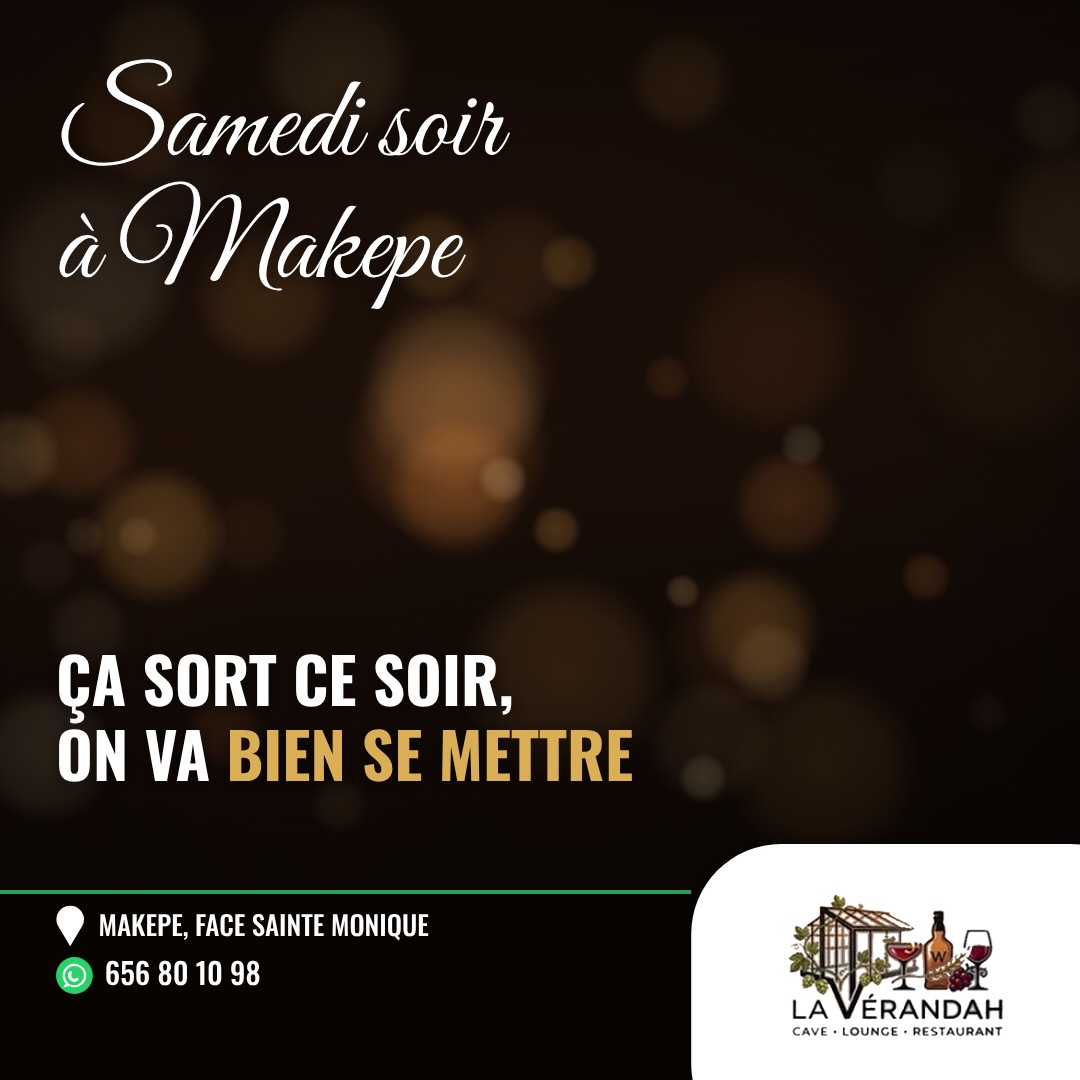 Samedi soir
à Makepe
ÇA SORT CE SOIR,
ON VA BIEN SE METTRE
MAKEPE, FACE SAINTE MONIQUE
656 80 10 98
W
LA VÉRANDAH
CAVE · LOUNGE · RESTAURANT